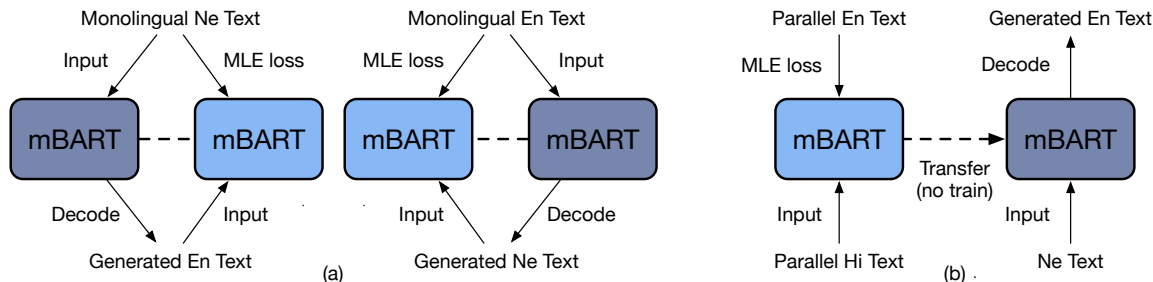 Monolingual Ne Text
Monolingual En Text
Parallel En Text
Generated En Text
Input
MLE loss
MLE loss
Input
MLE loss
Decode
mBART
mBART
mBART
mBART
mBART
mBART
Transfer
(no train)
Decode
Input
Input
Decode
Input
Input
Generated En Text
(a)
Generated Ne Text
Parallel Hi Text
(b)
Ne Text